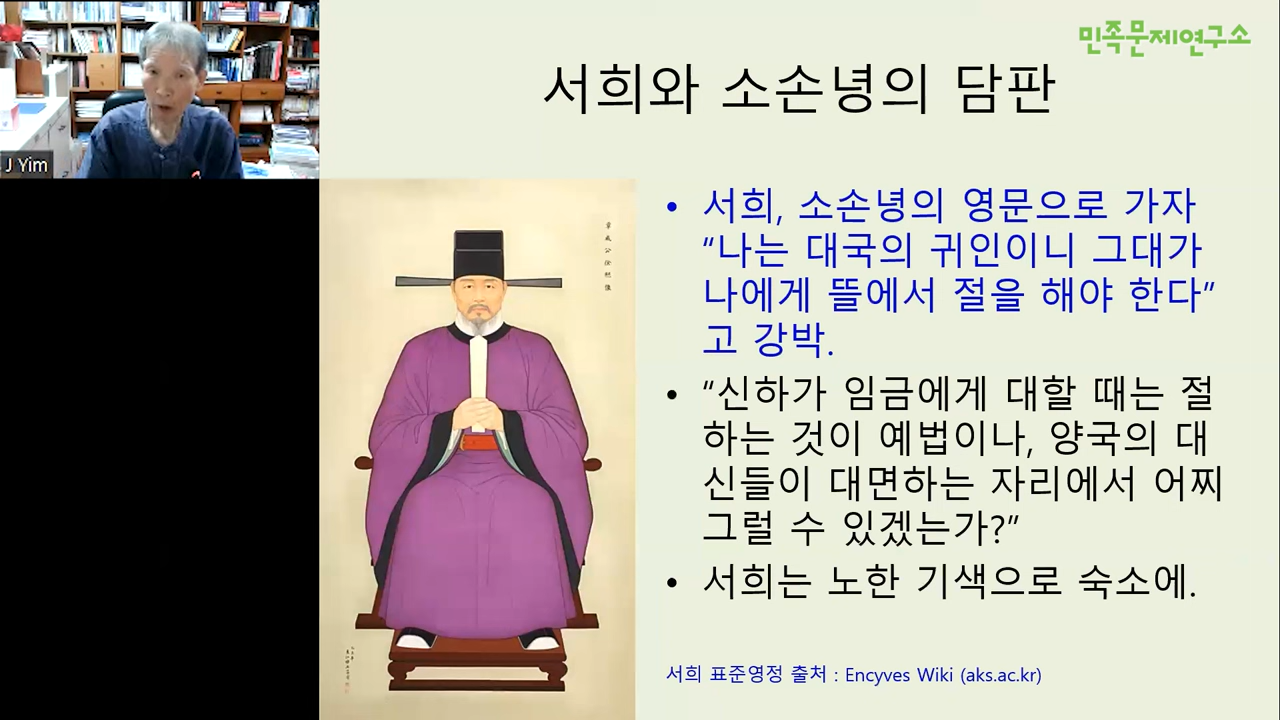 민족문제연구소
J Yim
서희와 소손녕의 담판
서희, 소손녕의 영문으로 가자
“나는 대국의 귀인이니 그대가
나에게 뜰에서 절을 해야 한다”
고 강박.
“신하가 임금에게 대할 때는 절
하는 것이 예법이나, 양국의 대
신들이 대면하는 자리에서 어찌
그럴 수 있겠는가?”
서희는 노한 기색으로 숙소에.
서희 표준영정 출처 : Encyves Wiki (aks.ac.kr)